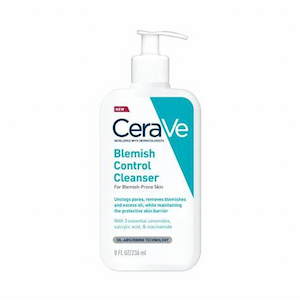 NEW
CeraVe
DEVELOPED WITH DERMATOLOGISTS
Blemish
Control
Cleanser
For Blemish-Prone Skin
Unclogs pores, removes blemishes
and excess oil, while maintaining
the protective skin barrier
With 3 essential ceramides,
salicylic acid, & niacinamide
OIL-ABSORBING TECHNOLOGY
8 FL OZ/236 ml